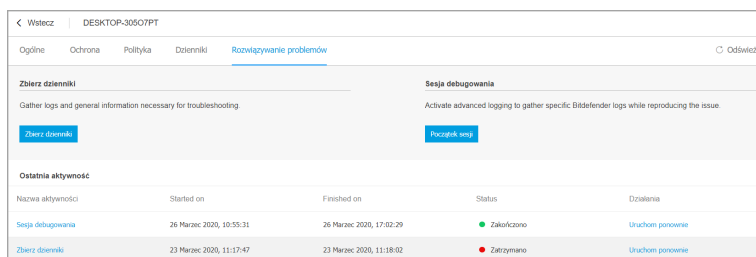 Wstecz DESKTOP-305O7PT
Ogólne Ochrona Polityka Dzienniki Rozwiązywanie problemów Odśwież
Zbierz dzienniki Sesja debugowania
Gather logs and general information necessary for troubleshooting. Activate advanced logging to gather specific Bitdefender logs while reproducing the issue.
Zbierz dzienniki Początek sesji
Ostatnia aktywność
Nazwa aktywności Started on Finished on Status Działania
Sesja debugowania 26 Marzec 2020, 10:55:31 26 Marzec 2020, 17:02:29 Zakończono Uruchom ponownie
Zbierz dzienniki 23 Marzec 2020, 11:17:47 23 Marzec 2020, 11:18:02 Zatrzymano Uruchom ponownie